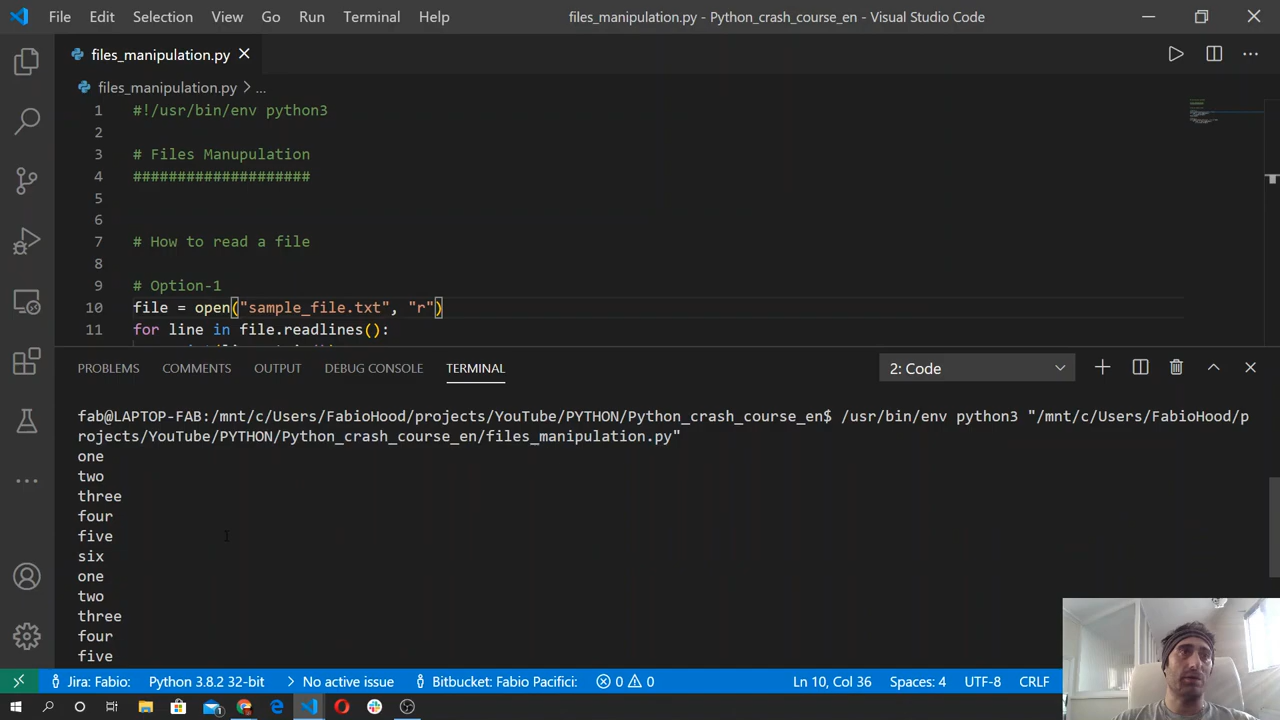 File Edit Selection View Go Run Terminal Help files_manipulation.py - Python_crash_course_en - Visual Studio Code
files_manipulation.py
files_manipulation.py > ...
1 #!/usr/bin/env python3
2
3 # Files Manupulation
4 ####################
5
6
7 # How to read a file
8
9 # Option-1
10 file = open("sample_file.txt", "r")
11 for line in file.readlines():
PROBLEMS COMMENTS OUTPUT DEBUG CONSOLE TERMINAL 2: Code
fab@LAPTOP-FAB:/mnt/c/Users/FabioHood/projects/YouTube/PYTHON/Python_crash_course_en$ /usr/bin/env python3 "/mnt/c/Users/FabioHood/p
rojects/YouTube/PYTHON/Python_crash_course_en/files_manipulation.py"
one
two
three
four
five
six
one
two
three
four
five
Jira: Fabio: Python 3.8.2 32-bit No active issue Bitbucket: Fabio Pacifici: 0 0 Ln 10, Col 36 Spaces: 4 UTF-8 CRLF